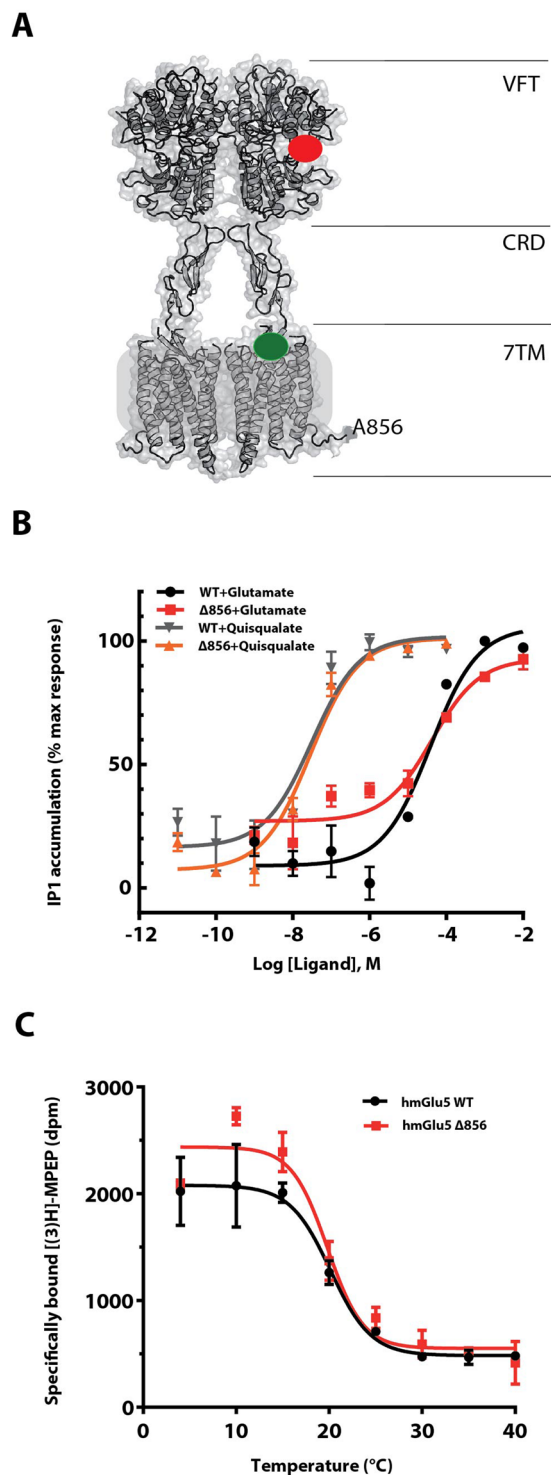 A
VFT
CRD
7TM
A856
B
WT+Glutamate
Δ856+Glutamate
WT+Quisqualate
Δ856+Quisqualate
IP1 accumulation (% max response)
100
50
0
-12 -10 -8 -6 -4 -2
Log [Ligand], M
C
hmGlu5 WT
hmGlu5 Δ856
Specifically bound [(3)H]-MPEP (dpm)
3000
2000
1000
0
0 10 20 30 40
Temperature (°C)